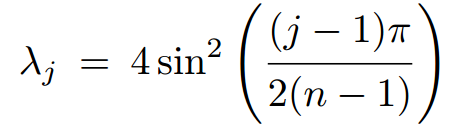 λ_j = 4 sin² ( (j − 1)π / 2(n − 1) )